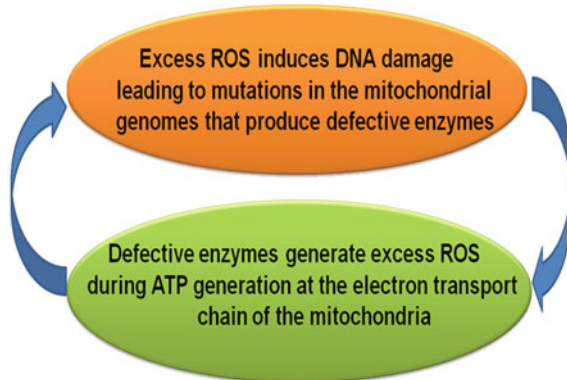 Excess ROS induces DNA damage
leading to mutations in the mitochondrial
genomes that produce defective enzymes
Defective enzymes generate excess ROS
during ATP generation at the electron transport
chain of the mitochondria